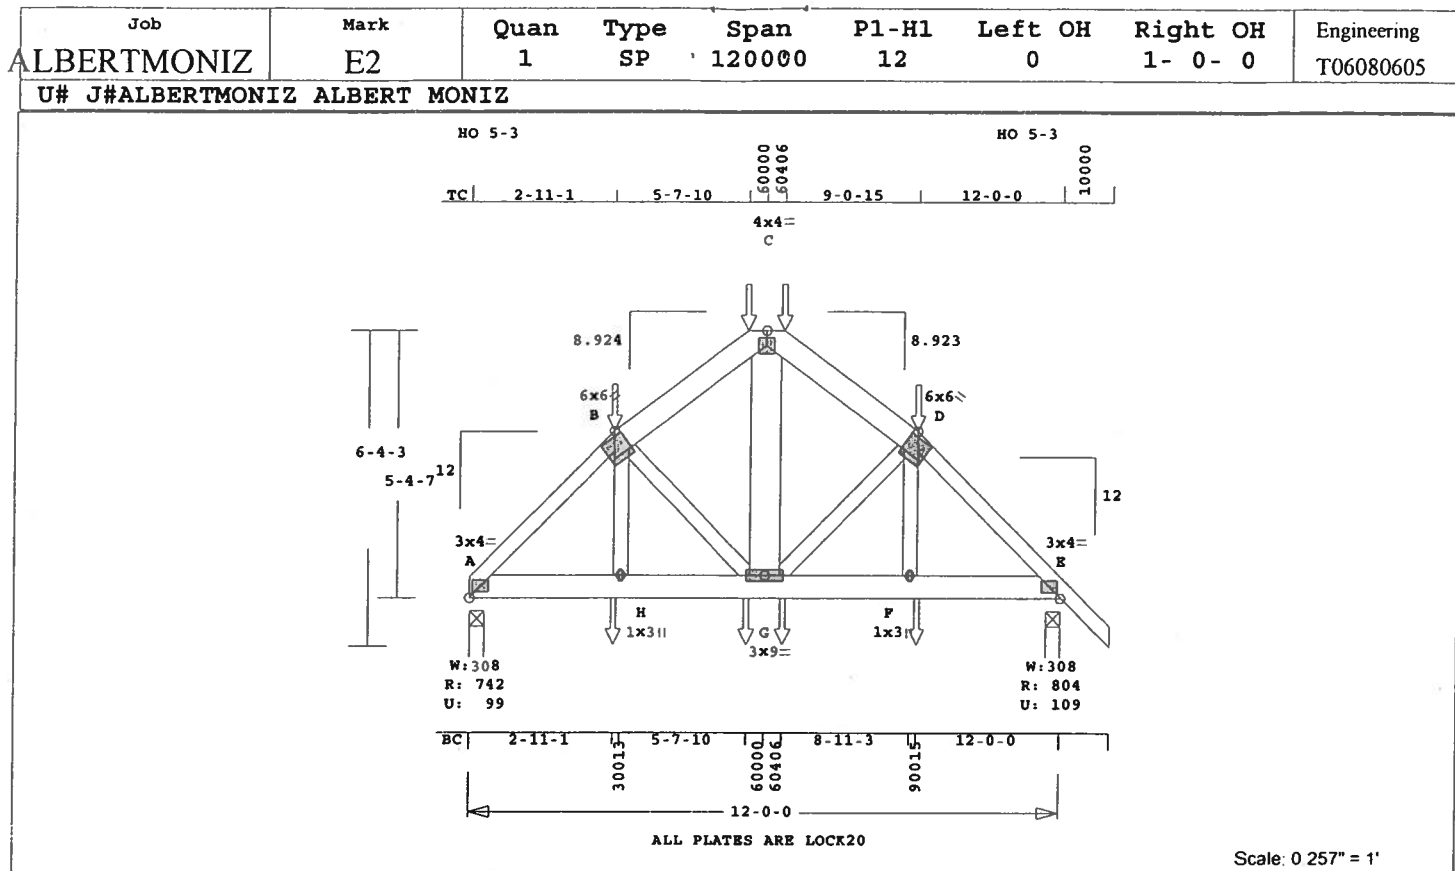 Job Mark Quan Type Span P1-H1 Left OH Right OH Engineering
ALBERTMONIZ E2 1 SP 120000 12 0 1- 0- 0 T06080605
U# J#ALBERTMONIZ ALBERT MONIZ
HO 5-3 HO 5-3
60000 60406 10000
TC 2-11-1 5-7-10 9-0-15 12-0-0
4x4=
C
8.924 8.923
6x6 6x6
B D
6-4-3
5-4-7 12
12
3x4= 3x4=
A E
H G F
1x3 1x3
3x9=
W:308 W:308
R: 742 R: 804
U: 99 U: 109
BC 2-11-1 5-7-10 8-11-3 12-0-0
30013 60000 60406 90015
12-0-0
ALL PLATES ARE LOCK20
Scale: 0 257" = 1'